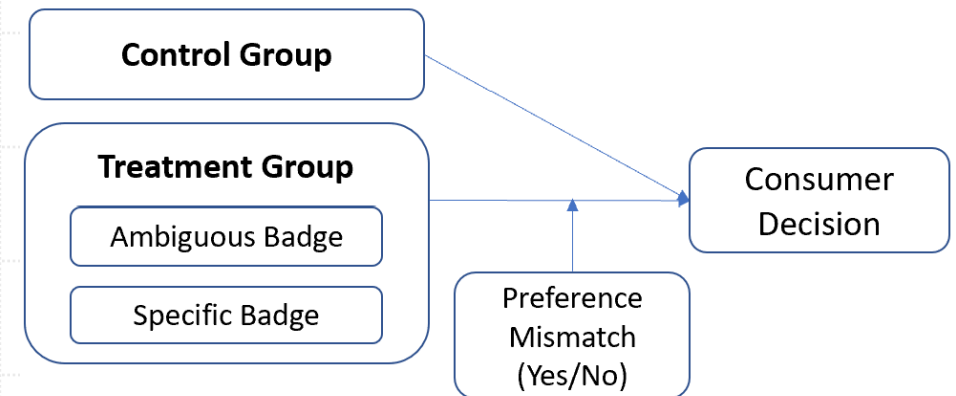 Control Group
Treatment Group
Ambiguous Badge
Specific Badge
Preference
Mismatch
(Yes/No)
Consumer
Decision